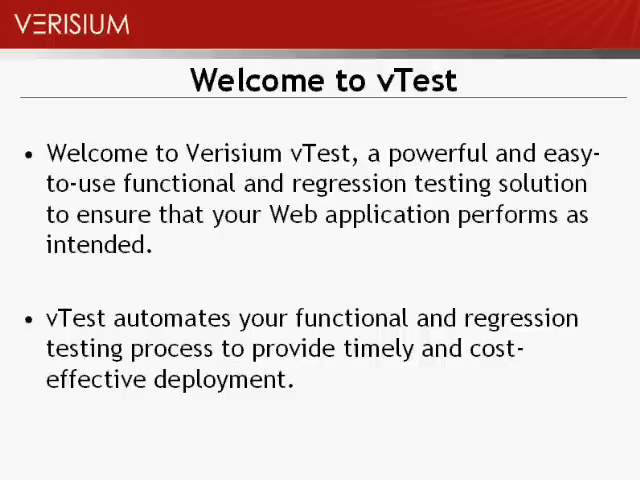 VERISIUM
Welcome to vTest
• Welcome to Verisium vTest, a powerful and easy-
to-use functional and regression testing solution
to ensure that your Web application performs as
intended.
• vTest automates your functional and regression
testing process to provide timely and cost-
effective deployment.